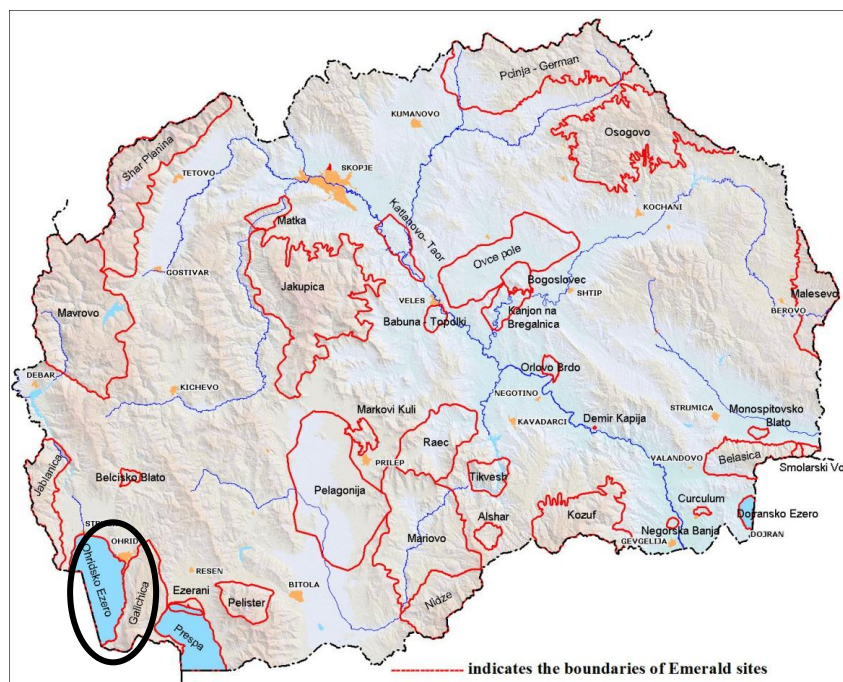 Pcinja - German
KUMANOVO
Osogovo
Shar Planina
TETOVO
SKOPJE
KOCHANI
Matka
Katlanovo- Taor
Ovce pole
GOSTIVAR
Bogoslovec
Jakupica
SHTIP
Malesevo
Mavrovo
VELES
Kanjon na
Bregalnica
BEROVO
Babuna - Topolki
Orlovo Brdo
DEBAR
KICHEVO
NEGOTINO
Markovi Kuli
Demir Kapija
STRUMICA
Monospitovsko
Blato
KAVADARCI
Raec
PRILEP
VALANDOVO
Belasica
Smolarski Vo
Jablanica
Belcisko Blato
Tikvesh
Pelagonija
Curculum
Dojransko Ezero
Alshar
Kozuf
Negorska Banja
DOJRAN
GEVGELIJA
Mariovo
OHRID
Ohridsko Ezero
Galichica
RESEN
Ezerani
Pelister
BITOLA
Nidze
Prespa
indicates the boundaries of Emerald sites